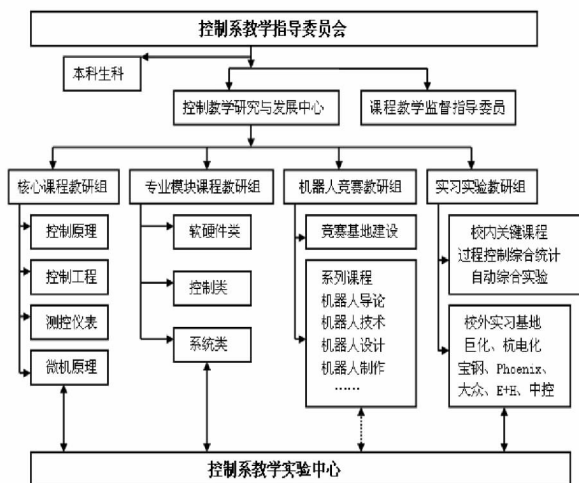 控制系教学指导委员会
本科生科
控制教学研究与发展中心
课程教学监督指导委员
核心课程教研组
专业模块课程教研组
机器人竞赛教研组
实习实验教研组
控制原理
控制工程
测控仪表
微机原理
软硬件类
控制类
系统类
竞赛基地建设
系列课程
机器人导论
机器人技术
机器人设计
机器人制作
……
校内关键课程
过程控制综合统计
自动综合实验
校外实习基地
巨化、杭电化
宝钢、Phoenix、
大众、E+H、中控
控制系教学实验中心